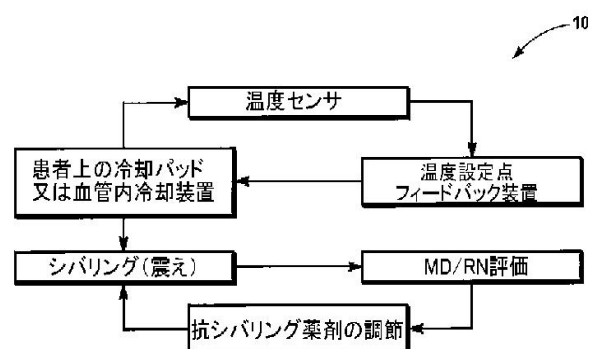 10
温度センサ
患者上の冷却パッド
又は血管内冷却装置
温度設定点
フィードバック装置
シバリング(震え)
MD/RN評価
抗シバリング薬剤の調節